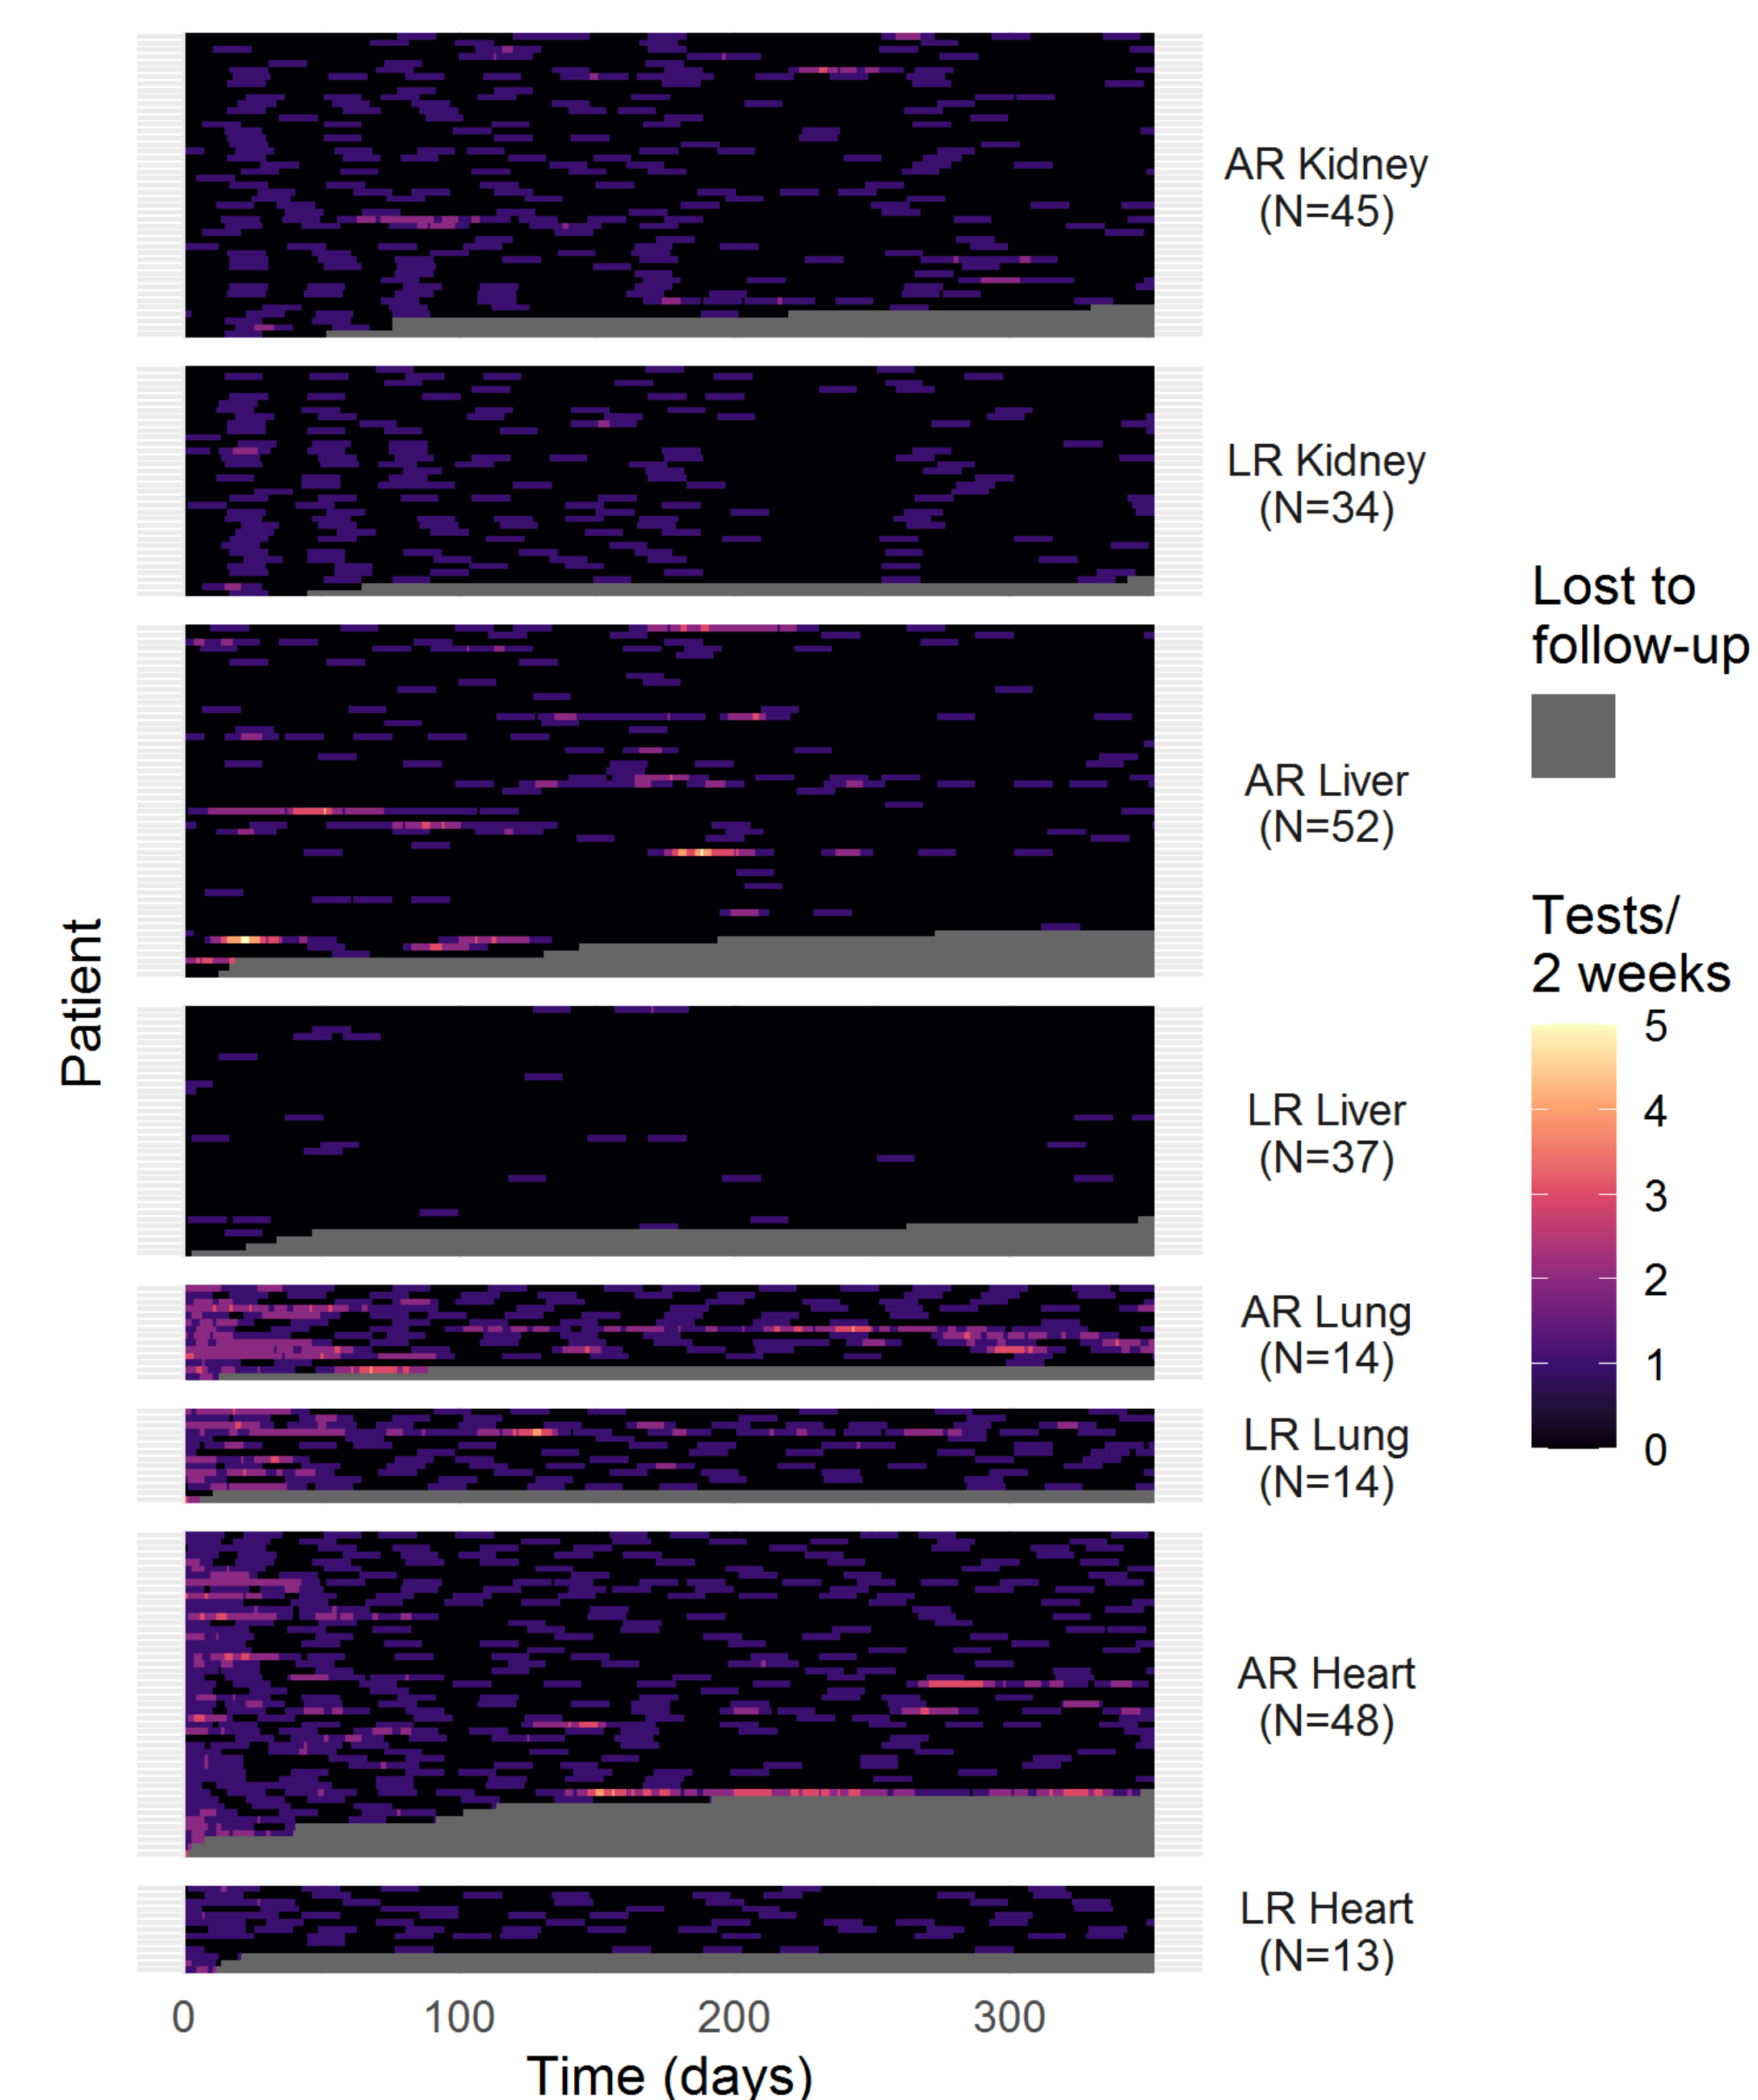 AR Kidney
(N=45)
LR Kidney
(N=34)
AR Liver
(N=52)
LR Liver
(N=37)
AR Lung
(N=14)
LR Lung
(N=14)
AR Heart
(N=48)
LR Heart
(N=13)
Patient
0 100 200 300
Time (days)
Lost to
follow-up
Tests/
2 weeks
5
4
3
2
1
0